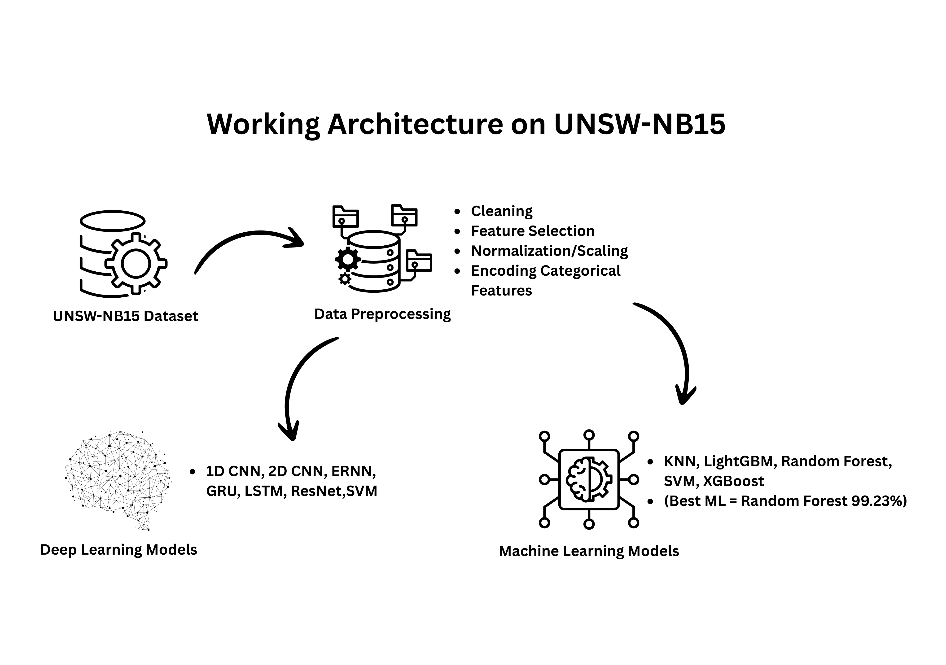 Working Architecture on UNSW-NB15
UNSW-NB15 Dataset
Data Preprocessing
• Cleaning
• Feature Selection
• Normalization/Scaling
• Encoding Categorical
Features
Deep Learning Models
• 1D CNN, 2D CNN, ERNN,
GRU, LSTM, ResNet,SVM
Machine Learning Models
• KNN, LightGBM, Random Forest,
SVM, XGBoost
• (Best ML = Random Forest 99.23%)